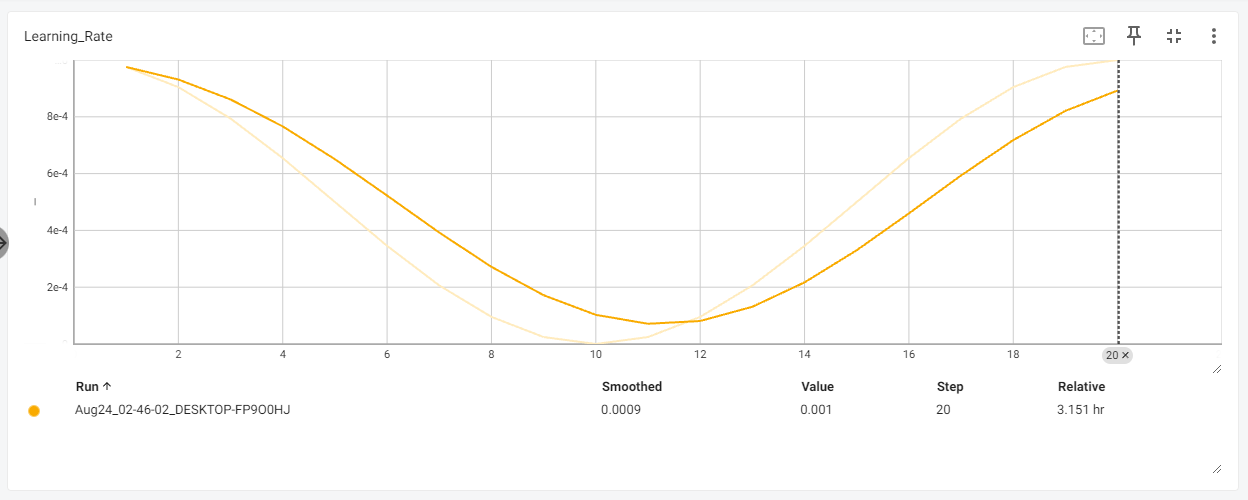 Learning_Rate
8e-4
6e-4
4e-4
2e-4
2 4 6 8 10 12 14 16 18 20 ✕
Run ↑ Smoothed Value Step Relative
Aug24_02-46-02_DESKTOP-FP9O0HJ 0.0009 0.001 20 3.151 hr